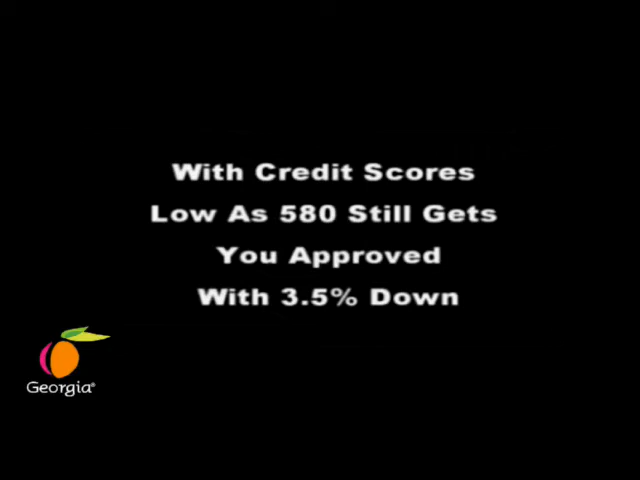 With Credit Scores
Low As 580 Still Gets
You Approved
With 3.5% Down
Georgia®